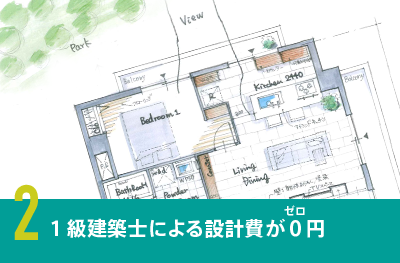 View
Park
Balcony
Kitchen 2440
Balcony
R
Bedroom 1
Living
Dining
Bathroom
Powder
2
1級建築士による設計費が0円
ゼロ